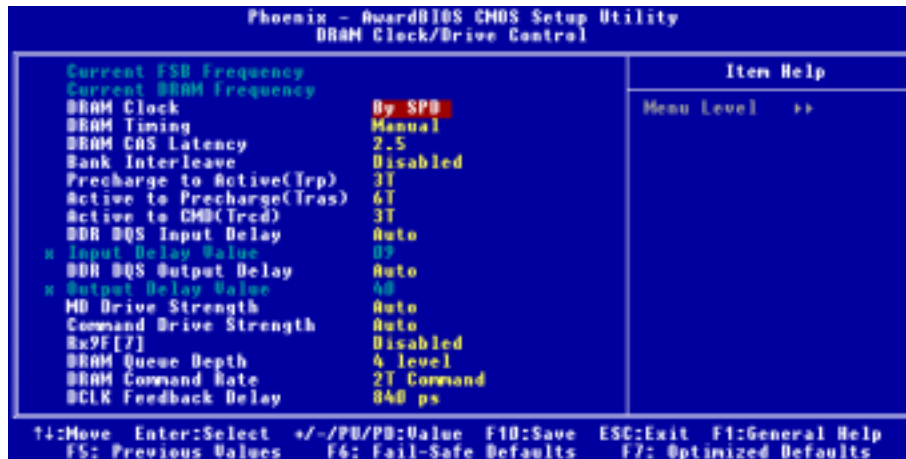 Phoenix - AwardBIOS CMOS Setup Utility
DRAM Clock/Drive Control
Current FSB Frequency
Current DRAM Frequency
DRAM Clock By SPD
DRAM Timing Manual
DRAM CAS Latency 2.5
Bank Interleave Disabled
Precharge to Active(Trp) 3T
Active to Precharge(Tras) 6T
Active to CMD(Trcd) 3T
DDR DQS Input Delay Auto
x Input Delay Value 09
DDR DQS Output Delay Auto
x Output Delay Value 40
MD Drive Strength Auto
Command Drive Strength Auto
Rx9F[7] Disabled
DRAM Queue Depth 4 level
DRAM Command Rate 2T Command
DCLK Feedback Delay 840 ps
Item Help
Menu Level ▸▸
↑↓:Move Enter:Select +/-/PU/PD:Value F10:Save ESC:Exit F1:General Help
F5: Previous Values F6: Fail-Safe Defaults F7: Optimized Defaults